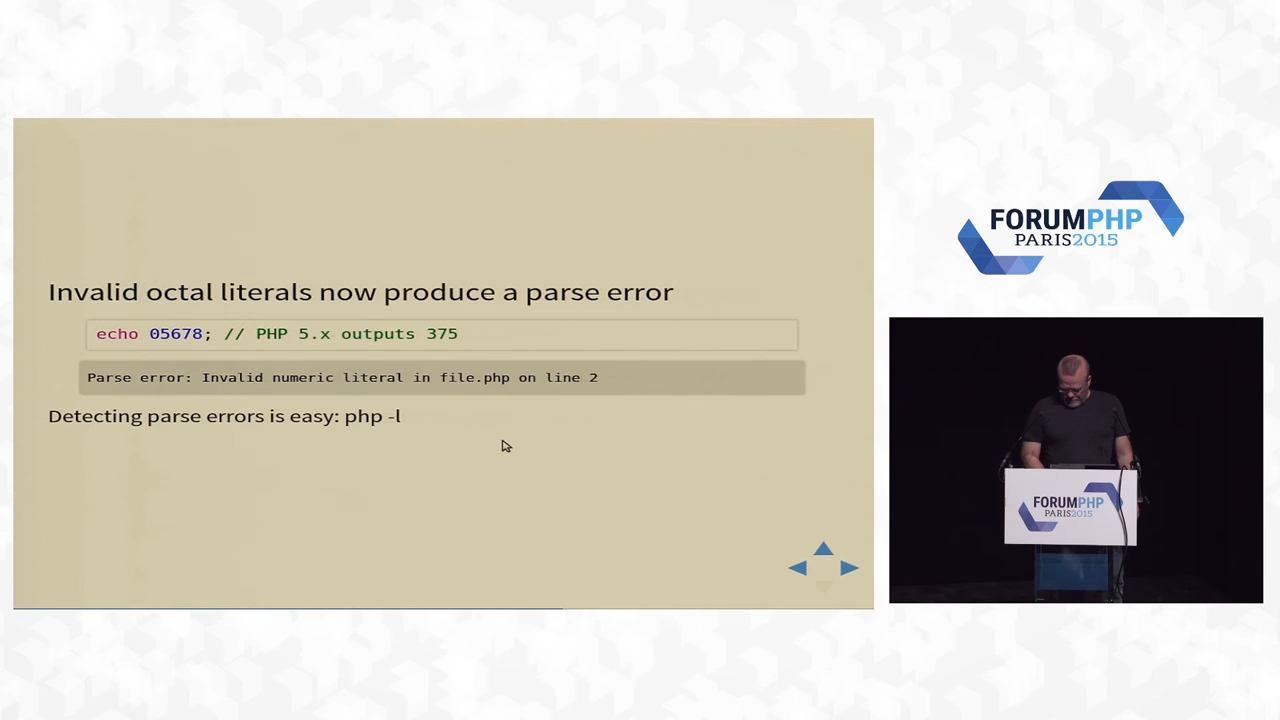 Invalid octal literals now produce a parse error
echo 05678; // PHP 5.x outputs 375
Parse error: Invalid numeric literal in file.php on line 2
Detecting parse errors is easy: php -l
FORUMPHP
PARIS2015
FORUMPHP
PARIS2015